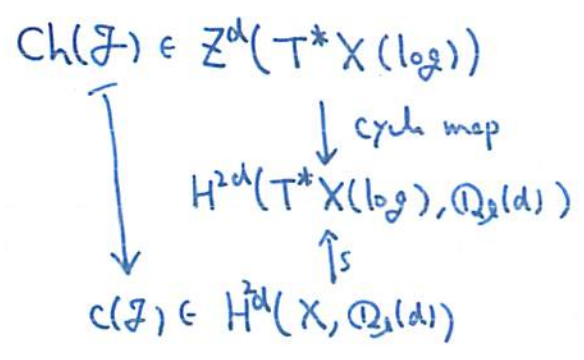 Ch(ℱ) ∈ Z^d(T*X(log))
↓ cycle map
H^{2d}(T*X(log), ℚ_ℓ(d))
↑ s
c(ℱ) ∈ H^{2d}(X, ℚ_ℓ(d))